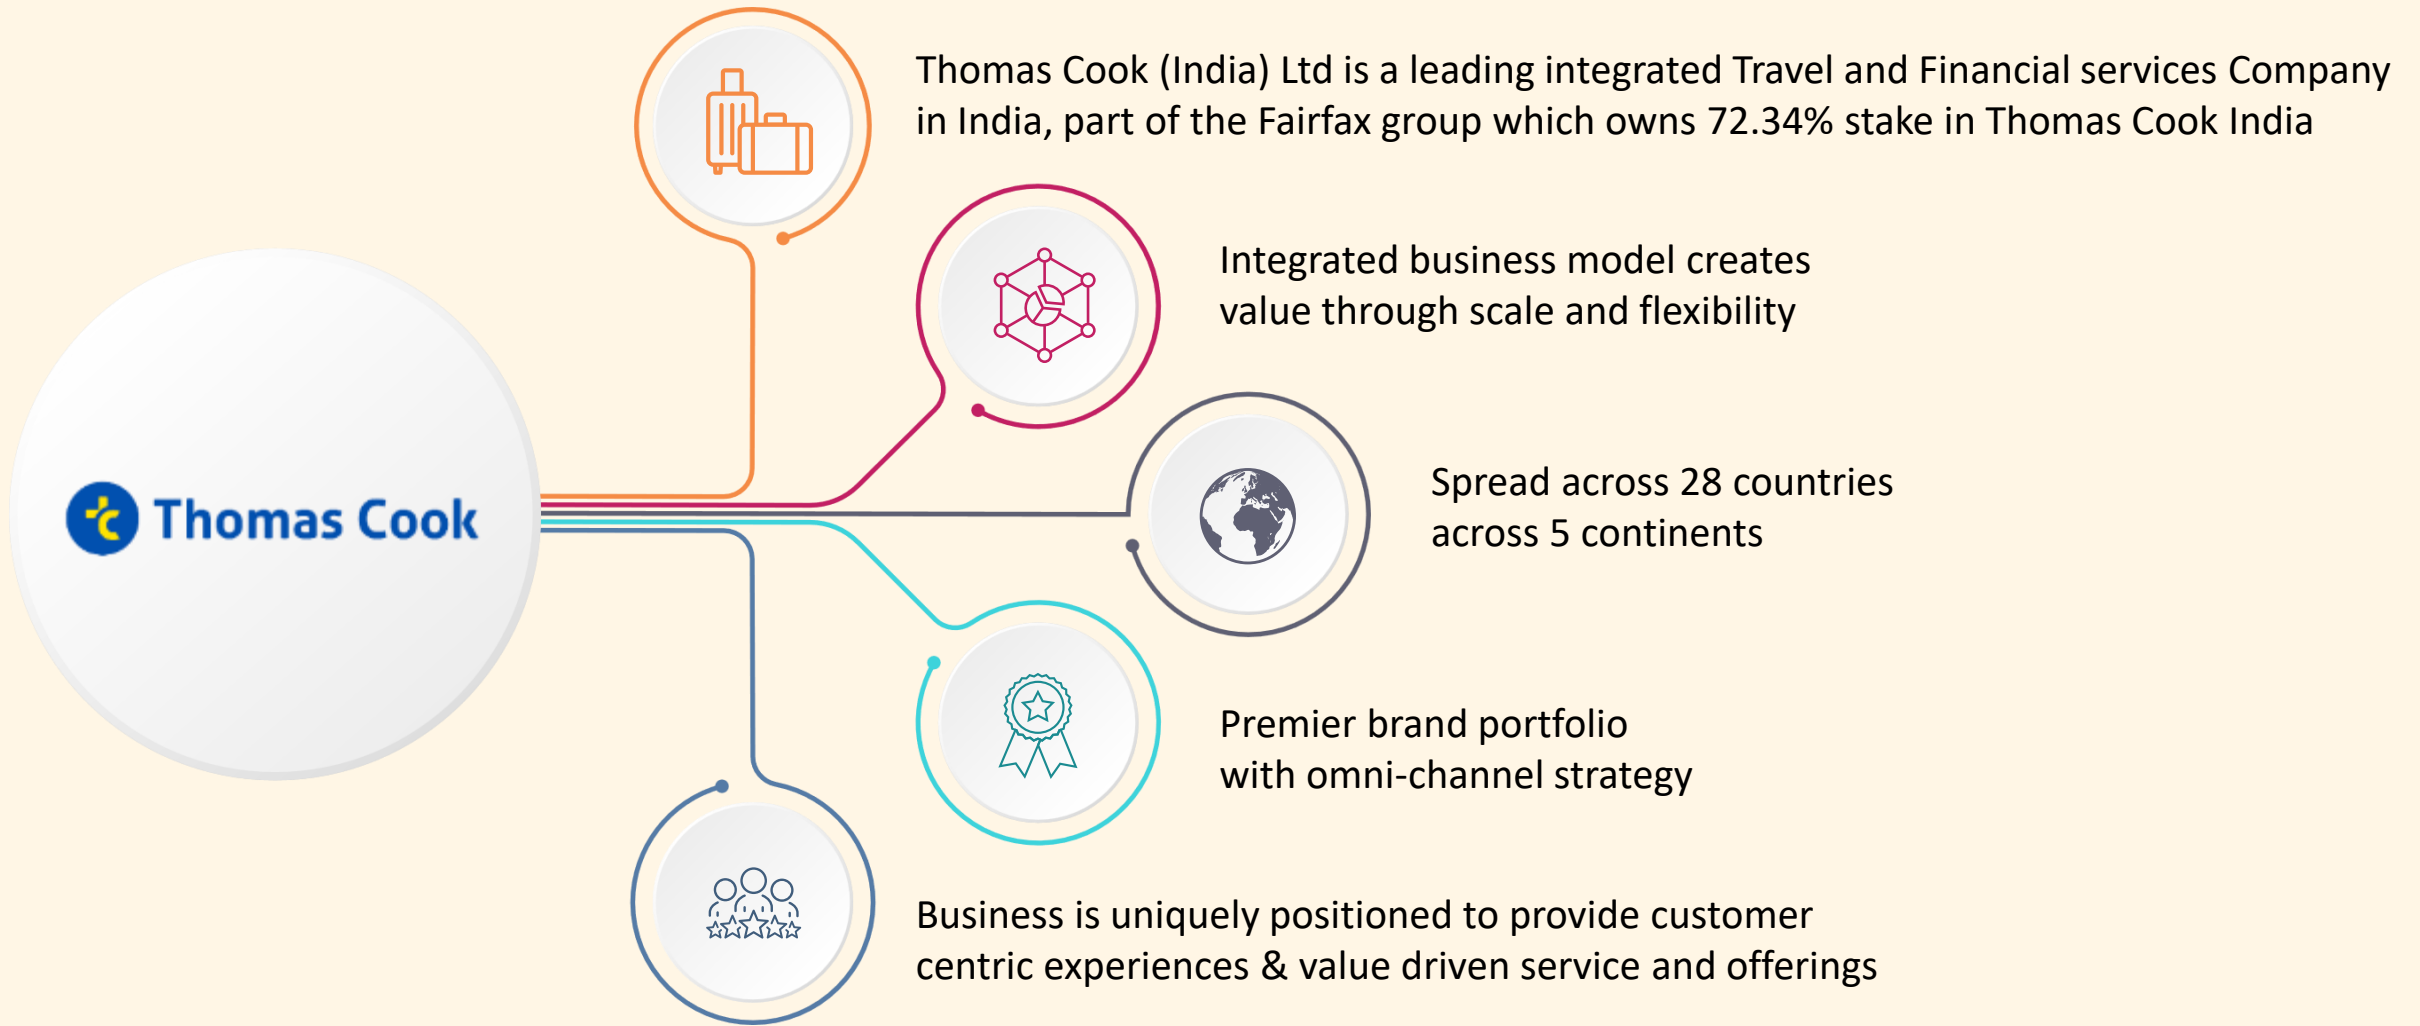 Thomas Cook (India) Ltd is a leading integrated Travel and Financial services Company
in India, part of the Fairfax group which owns 72.34% stake in Thomas Cook India
Integrated business model creates
value through scale and flexibility
Spread across 28 countries
across 5 continents
tc Thomas Cook
Premier brand portfolio
with omni-channel strategy
Business is uniquely positioned to provide customer
centric experiences & value driven service and offerings